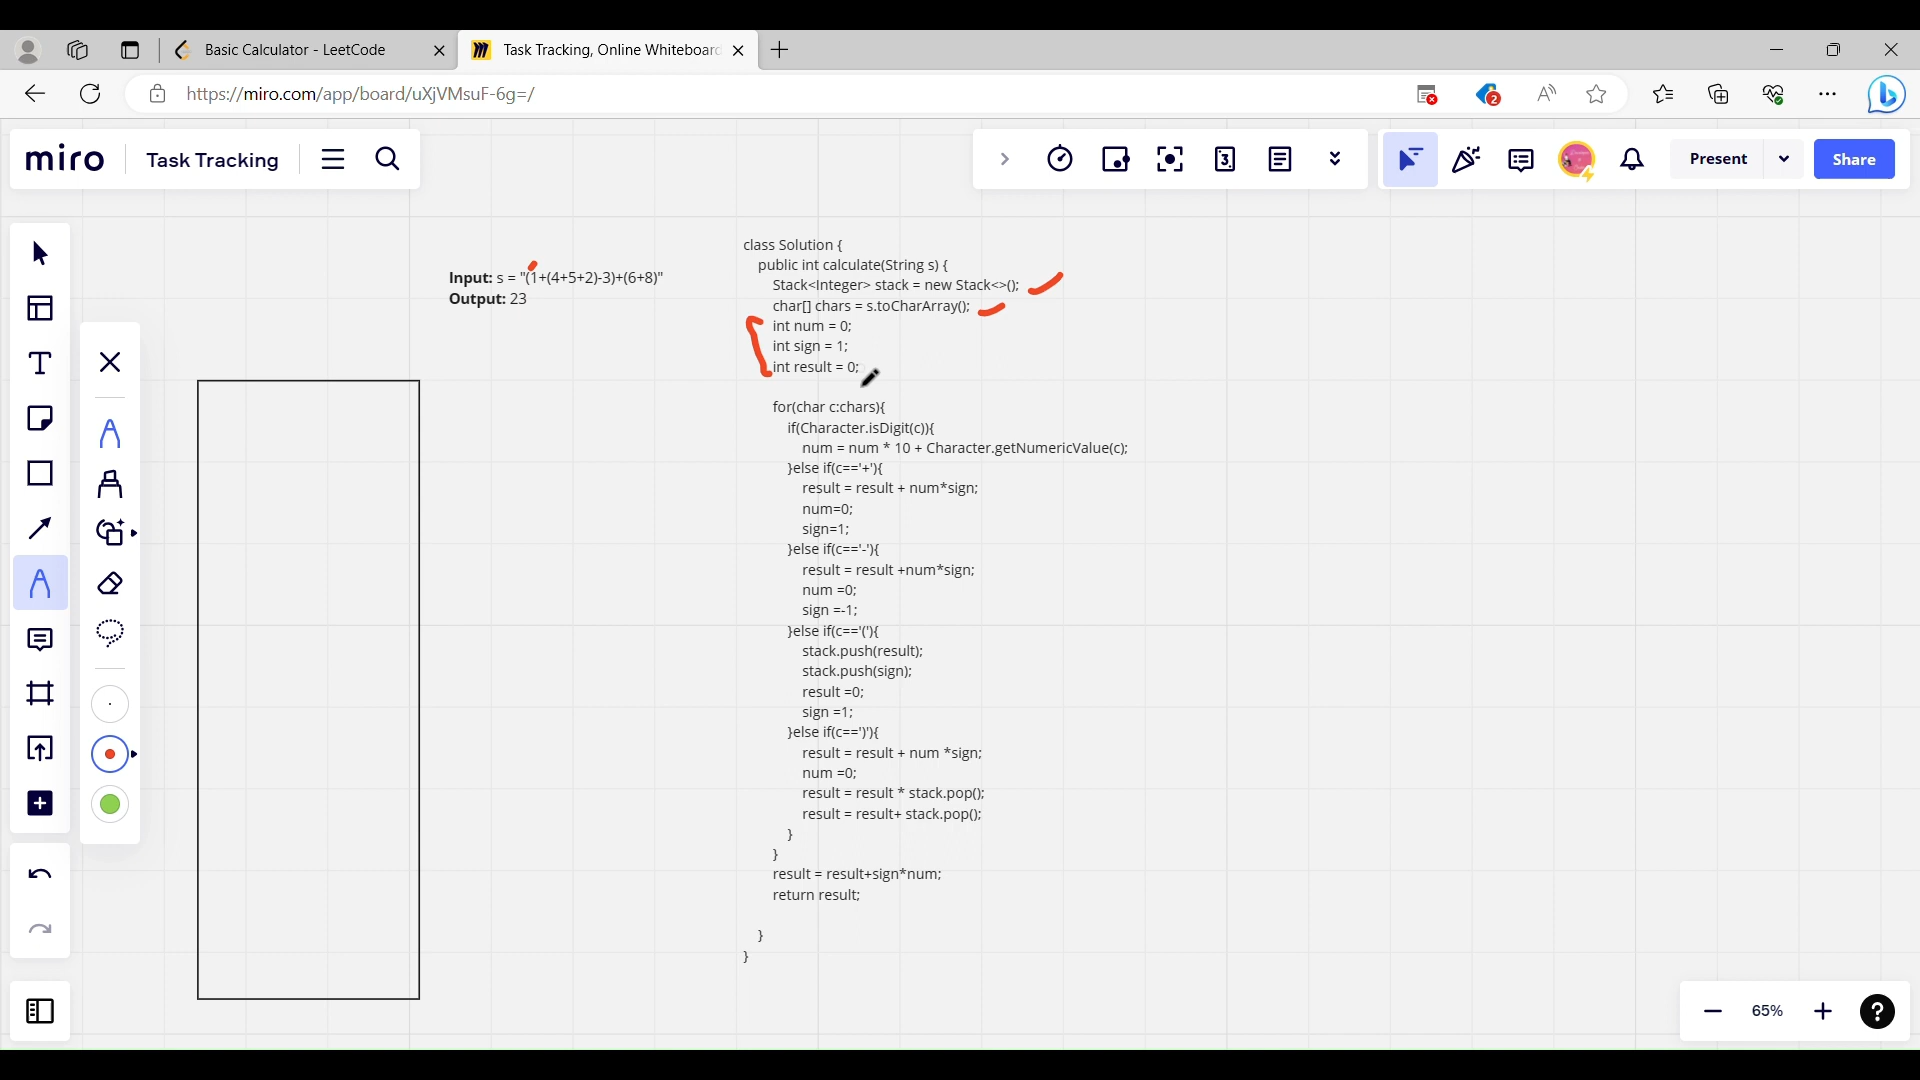 Basic Calculator - LeetCode
Task Tracking, Online Whiteboard
https://miro.com/app/board/uXjVMsuF-6g=/
2
miro
Task Tracking
3
Present
Share
Input: s = "(1+(4+5+2)-3)+(6+8)"
Output: 23
class Solution {
public int calculate(String s) {
Stack<Integer> stack = new Stack<>();
char[] chars = s.toCharArray();
int num = 0;
int sign = 1;
int result = 0;
for(char c:chars){
if(Character.isDigit(c)){
num = num * 10 + Character.getNumericValue(c);
}else if(c=='+'){
result = result + num*sign;
num=0;
sign=1;
}else if(c=='-'){
result = result +num*sign;
num =0;
sign =-1;
}else if(c=='('){
stack.push(result);
stack.push(sign);
result =0;
sign =1;
}else if(c==')'){
result = result + num *sign;
num =0;
result = result * stack.pop();
result = result+ stack.pop();
}
}
result = result+sign*num;
return result;
}
}
65%
?